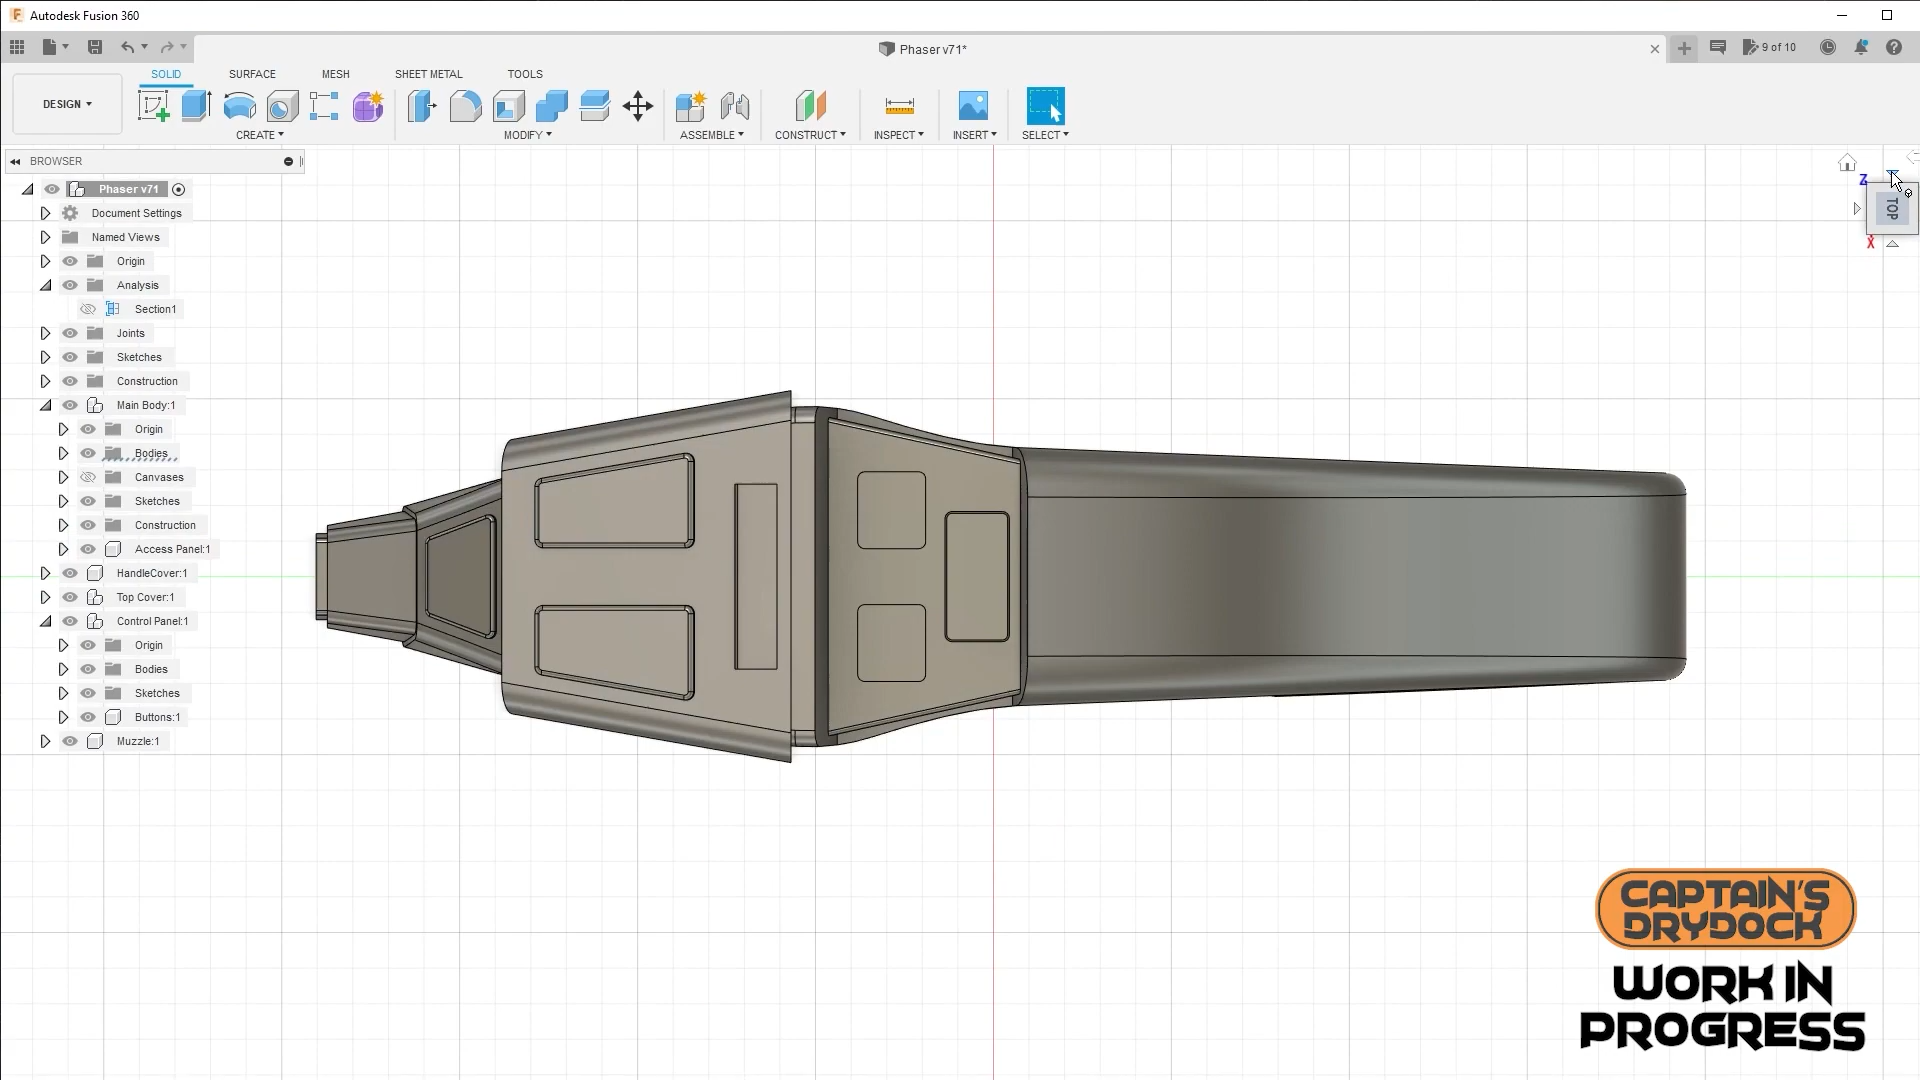 Autodesk Fusion 360
Phaser v71*
9 of 10
SOLID
SURFACE
MESH
SHEET METAL
TOOLS
DESIGN
CREATE
MODIFY
ASSEMBLE
CONSTRUCT
INSPECT
INSERT
SELECT
BROWSER
Phaser v71
Document Settings
Named Views
Origin
Analysis
Section1
Joints
Sketches
Construction
Main Body:1
Origin
Bodies
Canvases
Sketches
Construction
Access Panel:1
HandleCover:1
Top Cover:1
Control Panel:1
Origin
Bodies
Sketches
Buttons:1
Muzzle:1
Z
TOP
X
CAPTAIN'S
DRYDOCK
WORK IN
PROGRESS